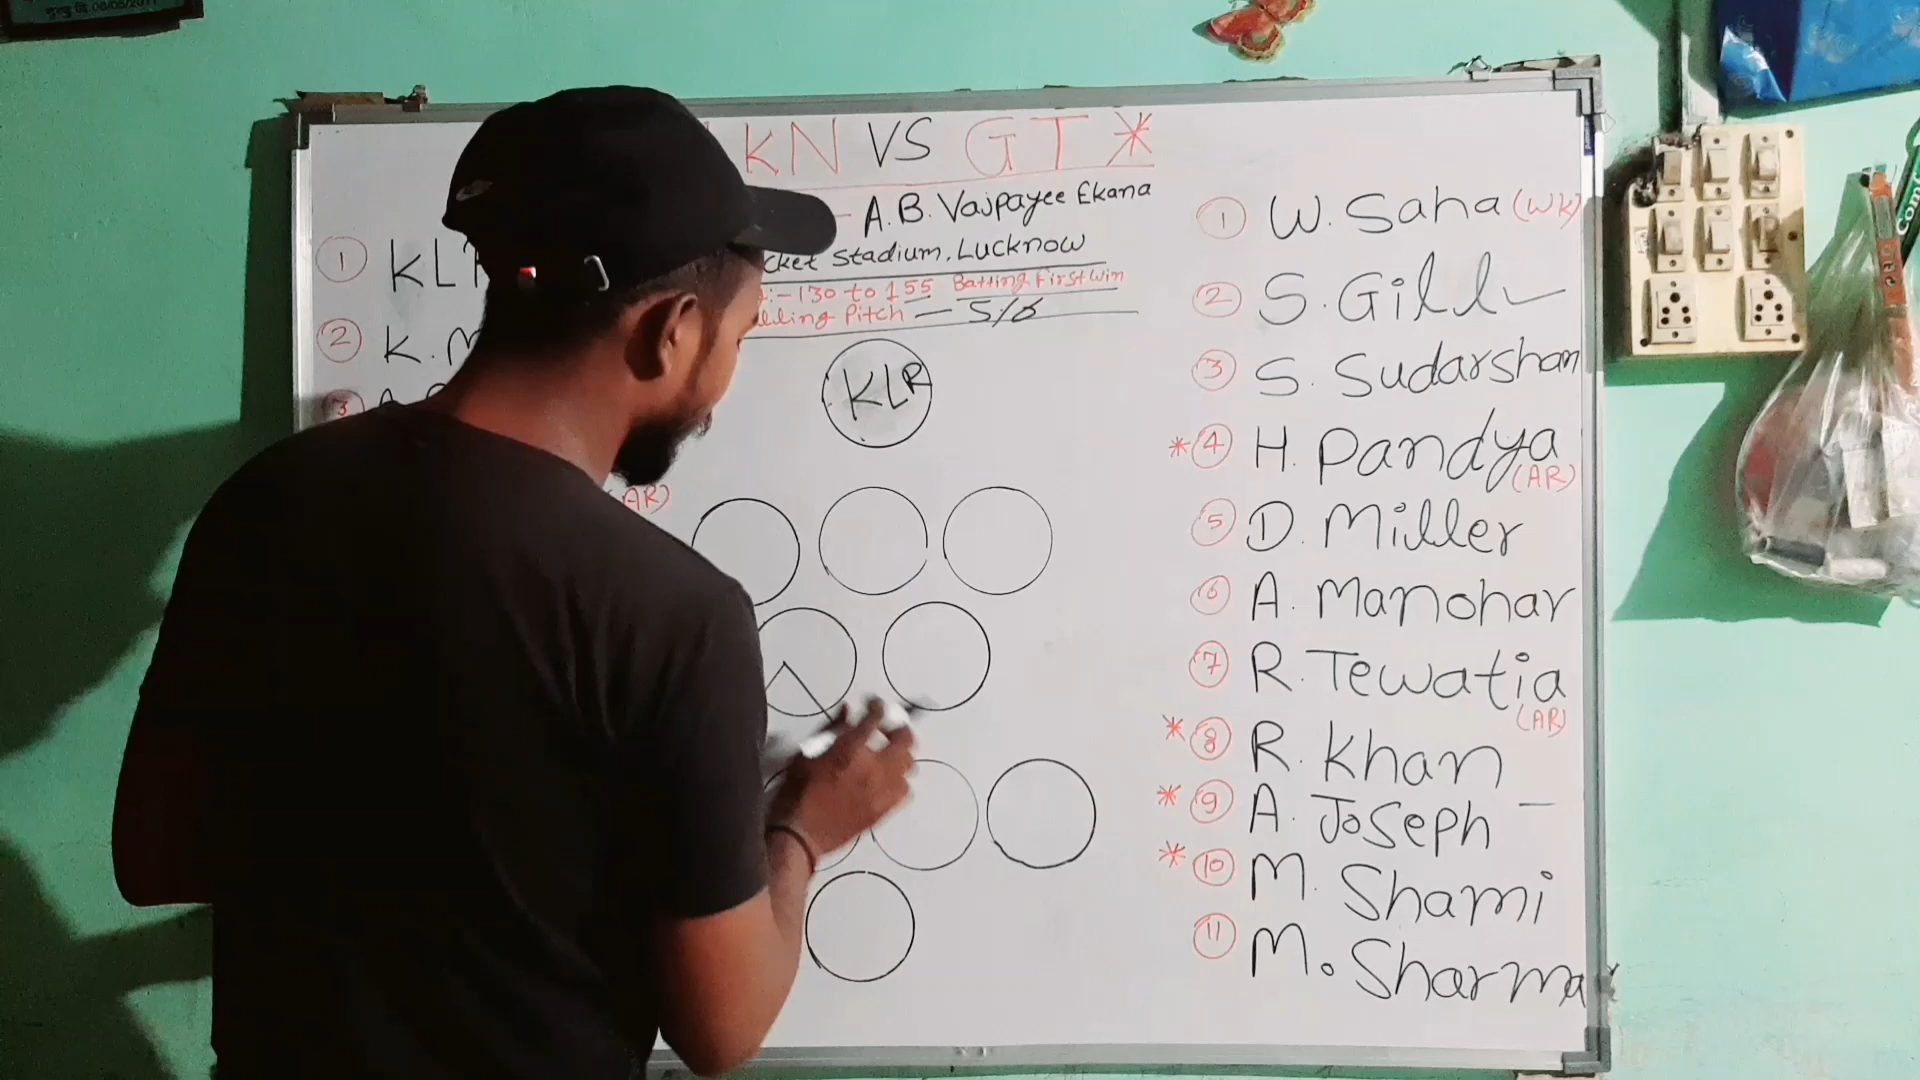 KN VS GT *
- A.B. Vajpayee Ekana
cket Stadium, Lucknow
:-130 to 155 Batting First win
Pitch - 5/6
1 KL
2 K. M
3
(AR)
KLR
1 W. Saha (WK)
2 S. Gill
3 S. Sudarshan
* 4 H. Pandya (AR)
5 D. Miller
6 A. Manohar
7 R. Tewatia (AR)
* 8 R. Khan
* 9 A. Joseph -
* 10 M. Shami
11 M. Sharma